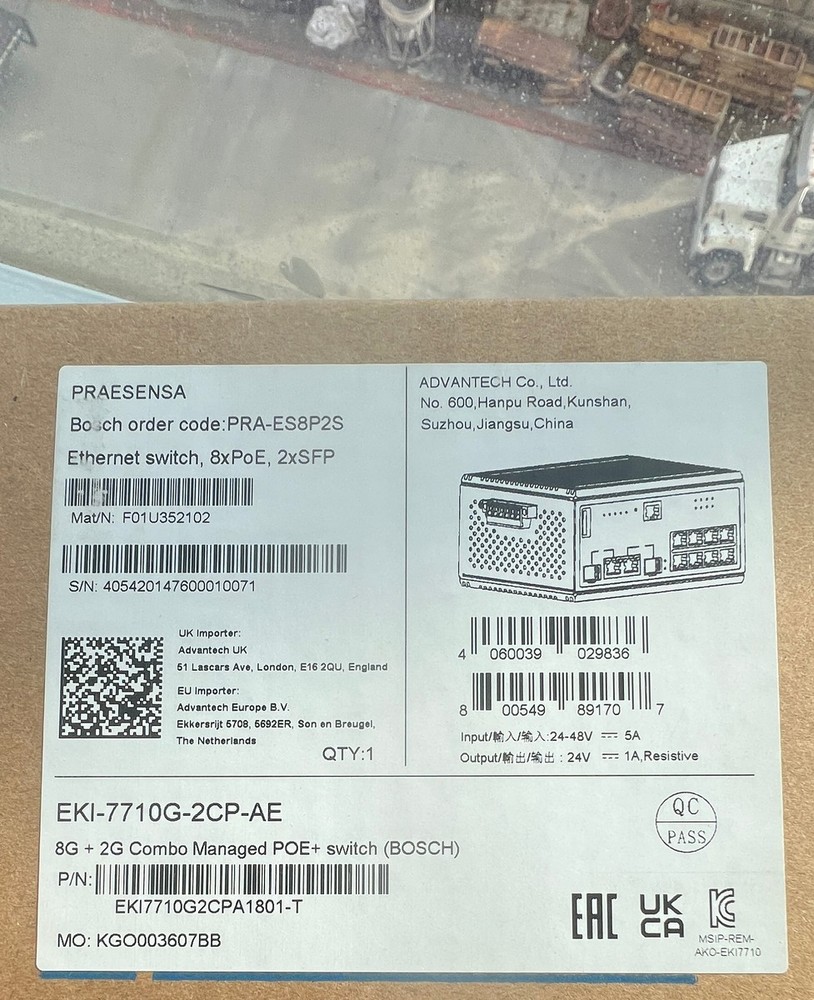 PRAESENSA
Bosch order code:PRA-ES8P2S
Ethernet switch, 8xPoE, 2xSFP
Mat/N: F01U352102
S/N: 405420147600010071
UK Importer:
Advantech UK
51 Lascars Ave, London, E16 2QU, England
EU Importer:
Advantech Europe B.V.
Ekkersrijt 5708, 5692ER, Son en Breugel,
The Netherlands
QTY:1
ADVANTECH Co., Ltd.
No. 600,Hanpu Road,Kunshan,
Suzhou,Jiangsu,China
4 060039 029836
8 00549 89170 7
Input/輸入/输入:24-48V ⎓ 5A
Output/輸出/输出 : 24V ⎓ 1A,Resistive
EKI-7710G-2CP-AE
8G + 2G Combo Managed POE+ switch (BOSCH)
P/N:
EKI7710G2CPA1801-T
MO: KGO003607BB
QC
PASS
EAC
UK
CA
KC
MSIP-REM-
AKO-EKI7710